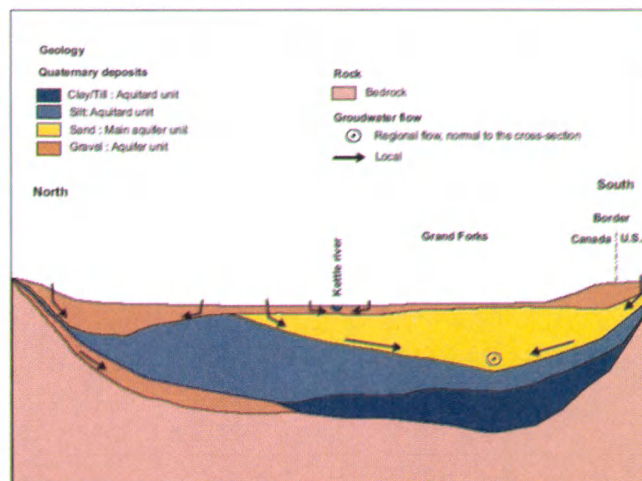 Geology
Quaternary deposits
Clay/Till : Aquitard unit
Silt: Aquitard unit
Sand : Main aquifer unit
Gravel : Aquifer unit
Rock
Bedrock
Groudwater flow
Regional flow, normal to the cross-section
Local
North
South
Border
Canada U.S.
Kettle river
Grand Forks